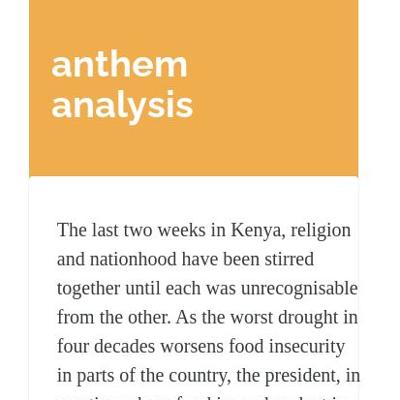 anthem
analysis
The last two weeks in Kenya, religion
and nationhood have been stirred
together until each was unrecognisable
from the other. As the worst drought in
four decades worsens food insecurity
in parts of the country, the president, in